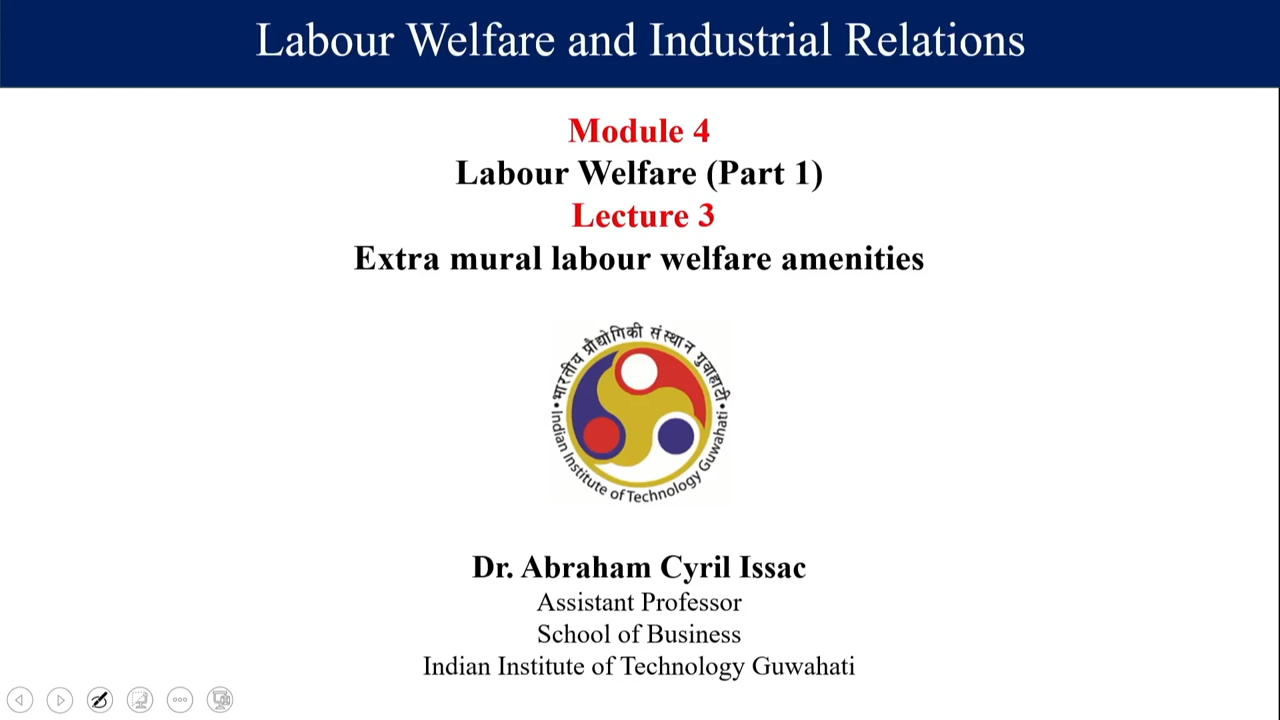 Labour Welfare and Industrial Relations
Module 4
Labour Welfare (Part 1)
Lecture 3
Extra mural labour welfare amenities
भारतीय प्रौद्योगिकी संस्थान गुवाहाटी
Indian Institute of Technology Guwahati
Dr. Abraham Cyril Issac
Assistant Professor
School of Business
Indian Institute of Technology Guwahati